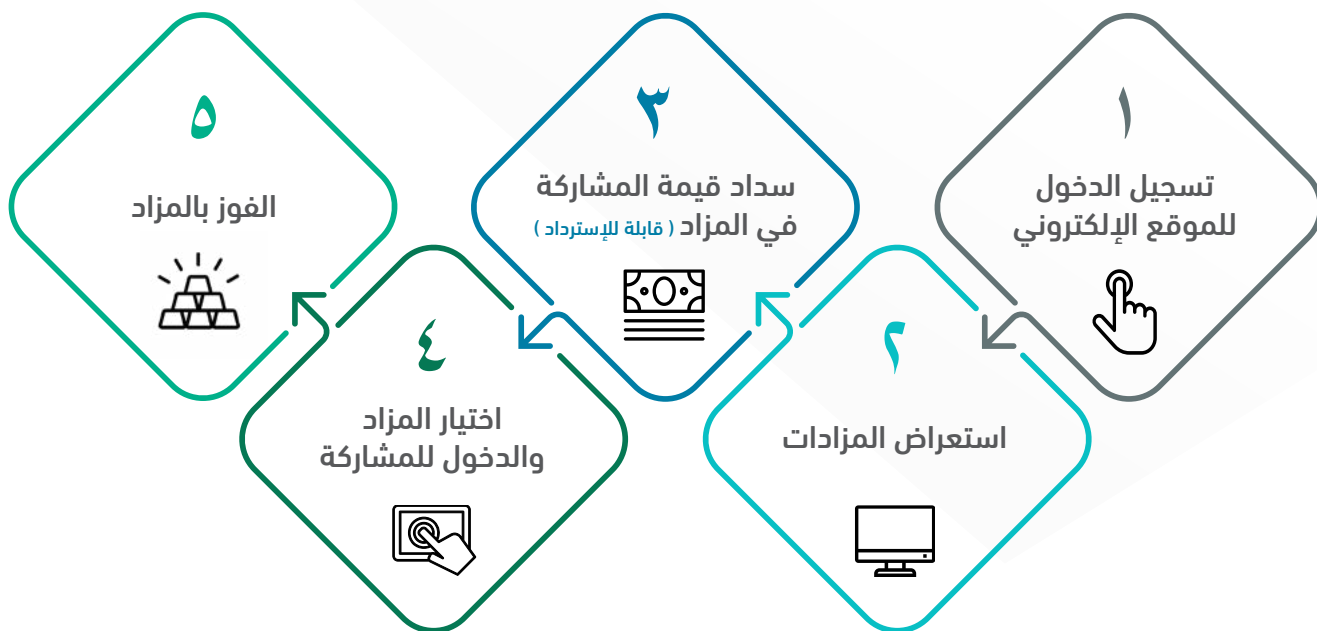 ١
تسجيل الدخول
للموقع الإلكتروني
٢
استعراض المزادات
٣
سداد قيمة المشاركة
في المزاد ( قابلة للإسترداد )
٤
اختيار المزاد
والدخول للمشاركة
٥
الفوز بالمزاد